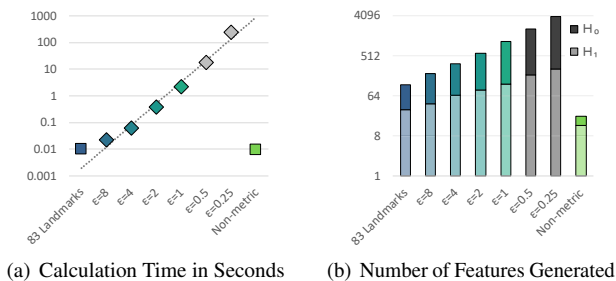 1000
100
10
1
0.1
0.01
0.001
83 Landmarks
ε=8
ε=4
ε=2
ε=1
ε=0.5
ε=0.25
Non-metric
(a) Calculation Time in Seconds
4096
512
64
8
1
H₀
H₁
83 Landmarks
ε=8
ε=4
ε=2
ε=1
ε=0.5
ε=0.25
Non-metric
(b) Number of Features Generated